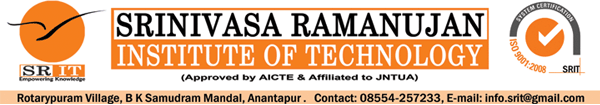 SRIT
Empowering Knowledge
SRINIVASA RAMANUJAN
INSTITUTE OF TECHNOLOGY
(Approved by AICTE & Affiliated to JNTUA)
SYSTEM CERTIFICATION
ISO 9001:2008
SRIT
Rotarypuram Village, B K Samudram Mandal, Anantapur . Contact: 08554-257233, E-mail: info.srit@gmail.com